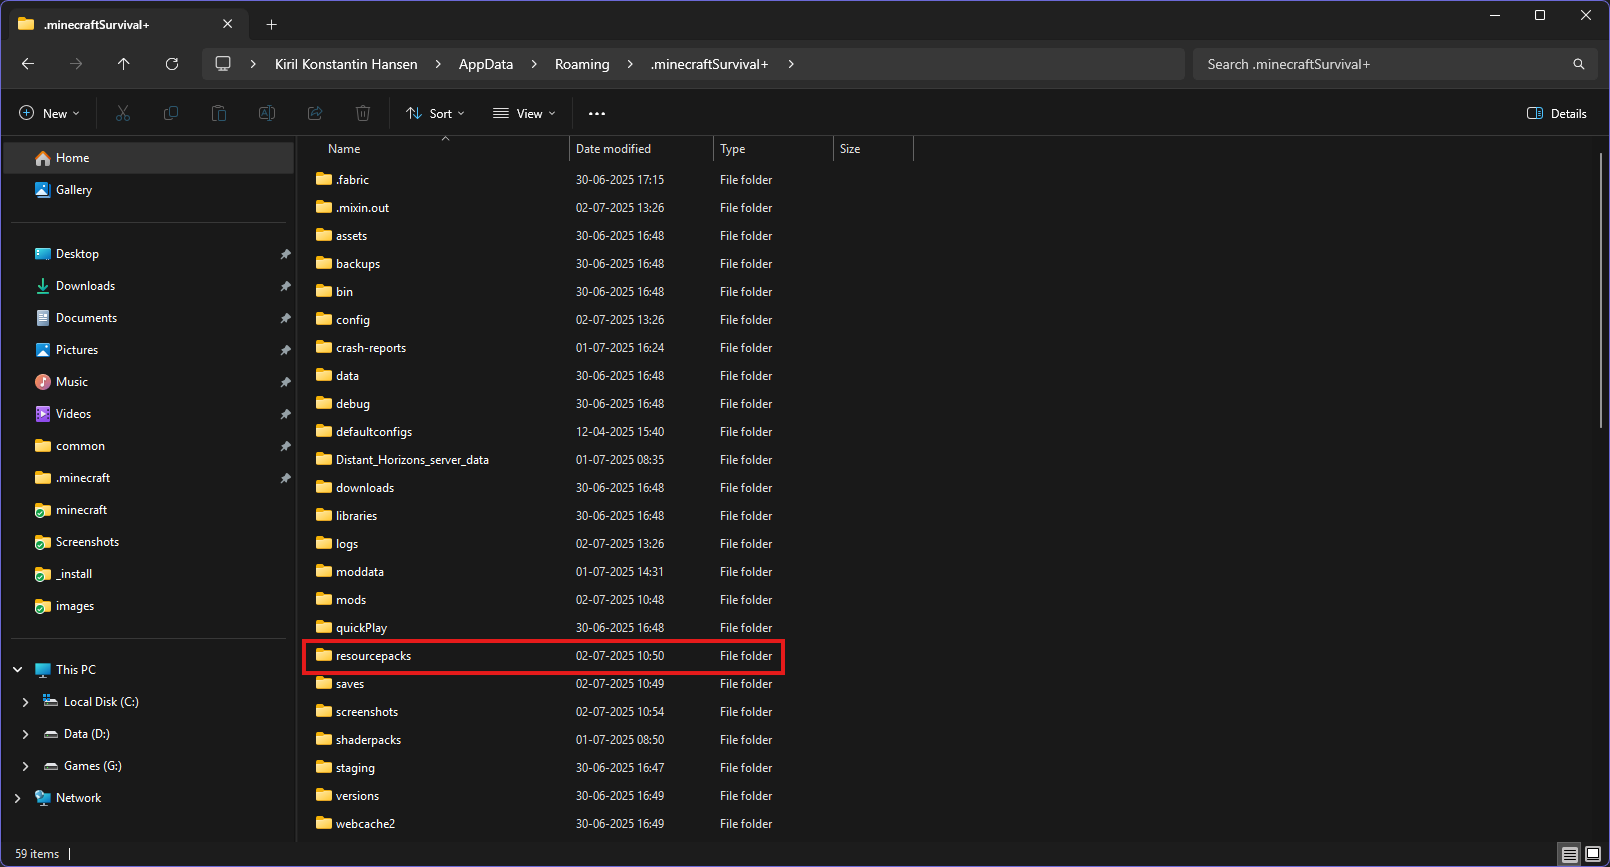 .minecraftSurvival+
Kiril Konstantin Hansen > AppData > Roaming > .minecraftSurvival+ >
Search .minecraftSurvival+
New Sort View Details
Home
Gallery
Desktop
Downloads
Documents
Pictures
Music
Videos
common
.minecraft
minecraft
Screenshots
_install
images
This PC
Local Disk (C:)
Data (D:)
Games (G:)
Network
Name Date modified Type Size
.fabric 30-06-2025 17:15 File folder
.mixin.out 02-07-2025 13:26 File folder
assets 30-06-2025 16:48 File folder
backups 30-06-2025 16:48 File folder
bin 30-06-2025 16:48 File folder
config 02-07-2025 13:26 File folder
crash-reports 01-07-2025 16:24 File folder
data 30-06-2025 16:48 File folder
debug 30-06-2025 16:48 File folder
defaultconfigs 12-04-2025 15:40 File folder
Distant_Horizons_server_data 01-07-2025 08:35 File folder
downloads 30-06-2025 16:48 File folder
libraries 30-06-2025 16:48 File folder
logs 02-07-2025 13:26 File folder
moddata 01-07-2025 14:31 File folder
mods 02-07-2025 10:48 File folder
quickPlay 30-06-2025 16:48 File folder
resourcepacks 02-07-2025 10:50 File folder
saves 02-07-2025 10:49 File folder
screenshots 02-07-2025 10:54 File folder
shaderpacks 01-07-2025 08:50 File folder
staging 30-06-2025 16:47 File folder
versions 30-06-2025 16:49 File folder
webcache2 30-06-2025 16:49 File folder
59 items